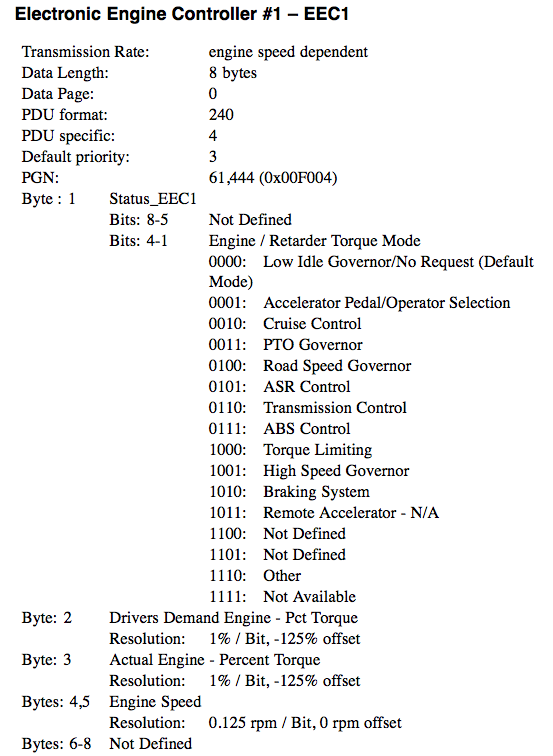 Electronic Engine Controller #1 – EEC1
Transmission Rate: engine speed dependent
Data Length: 8 bytes
Data Page: 0
PDU format: 240
PDU specific: 4
Default priority: 3
PGN: 61,444 (0x00F004)
Byte : 1 Status_EEC1
Bits: 8-5 Not Defined
Bits: 4-1 Engine / Retarder Torque Mode
0000: Low Idle Governor/No Request (Default
Mode)
0001: Accelerator Pedal/Operator Selection
0010: Cruise Control
0011: PTO Governor
0100: Road Speed Governor
0101: ASR Control
0110: Transmission Control
0111: ABS Control
1000: Torque Limiting
1001: High Speed Governor
1010: Braking System
1011: Remote Accelerator - N/A
1100: Not Defined
1101: Not Defined
1110: Other
1111: Not Available
Byte: 2 Drivers Demand Engine - Pct Torque
Resolution: 1% / Bit, -125% offset
Byte: 3 Actual Engine - Percent Torque
Resolution: 1% / Bit, -125% offset
Bytes: 4,5 Engine Speed
Resolution: 0.125 rpm / Bit, 0 rpm offset
Bytes: 6-8 Not Defined